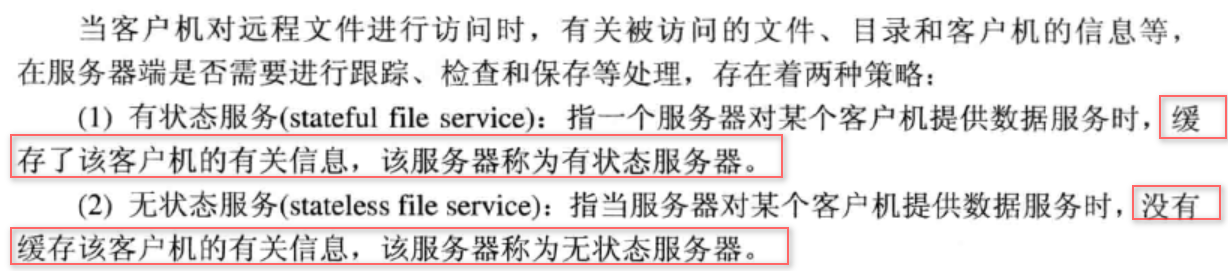 当客户机对远程文件进行访问时，有关被访问的文件、目录和客户机的信息等，
在服务器端是否需要进行跟踪、检查和保存等处理，存在着两种策略：
(1) 有状态服务(stateful file service)：指一个服务器对某个客户机提供数据服务时，缓
存了该客户机的有关信息，该服务器称为有状态服务器。
(2) 无状态服务(stateless file service)：指当服务器对某个客户机提供数据服务时，没有
缓存该客户机的有关信息，该服务器称为无状态服务器。